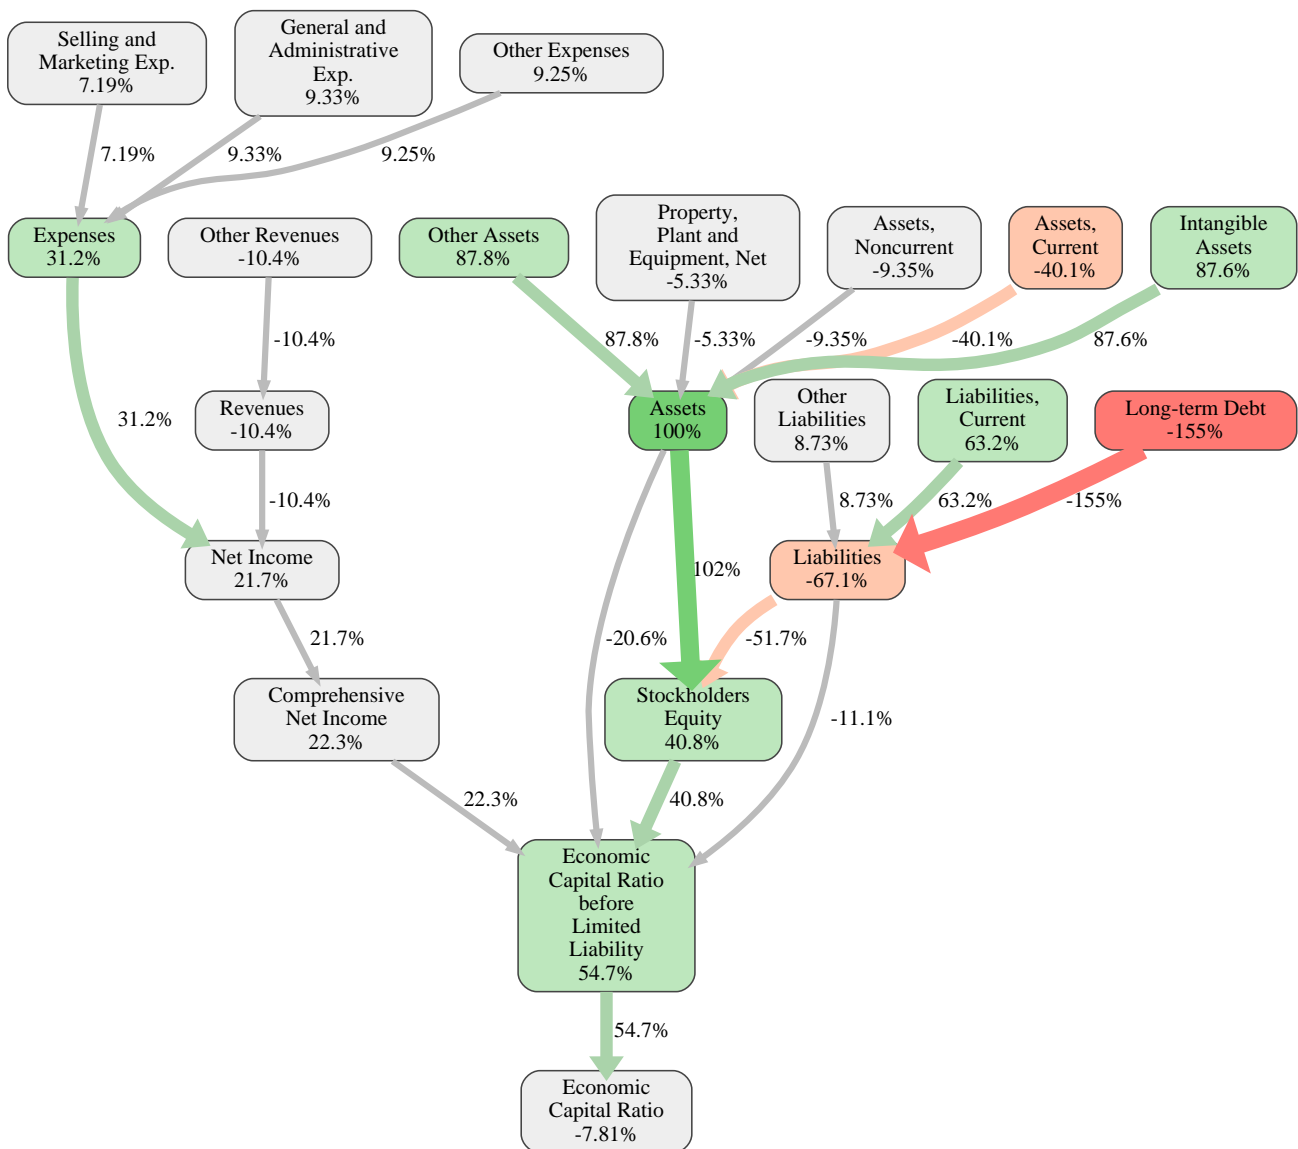 Selling and
Marketing Exp.
7.19%
General and
Administrative
Exp.
9.33%
Other Expenses
9.25%
7.19%
9.33%
9.25%
Expenses
31.2%
Other Revenues
-10.4%
Other Assets
87.8%
Property,
Plant and
Equipment, Net
-5.33%
Assets,
Noncurrent
-9.35%
Assets,
Current
-40.1%
Intangible
Assets
87.6%
-10.4%
87.8%
-5.33%
-9.35%
-40.1%
87.6%
31.2%
Revenues
-10.4%
Assets
100%
Other
Liabilities
8.73%
Liabilities,
Current
63.2%
Long-term Debt
-155%
-10.4%
8.73%
63.2%
-155%
Net Income
21.7%
102%
Liabilities
-67.1%
21.7%
-20.6%
-51.7%
Comprehensive
Net Income
22.3%
Stockholders
Equity
40.8%
-11.1%
22.3%
40.8%
Economic
Capital Ratio
before
Limited
Liability
54.7%
54.7%
Economic
Capital Ratio
-7.81%